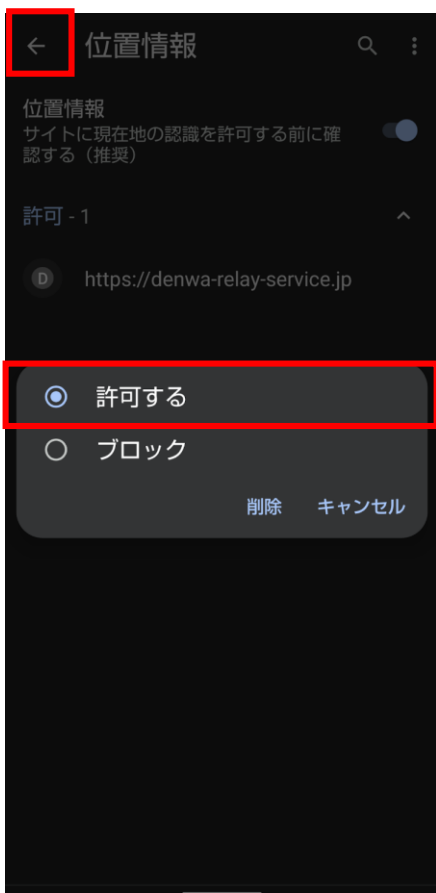 位置情報
位置情報
サイトに現在地の認識を許可する前に確
認する（推奨）
許可 - 1
D https://denwa-relay-service.jp
許可する
ブロック
削除 キャンセル